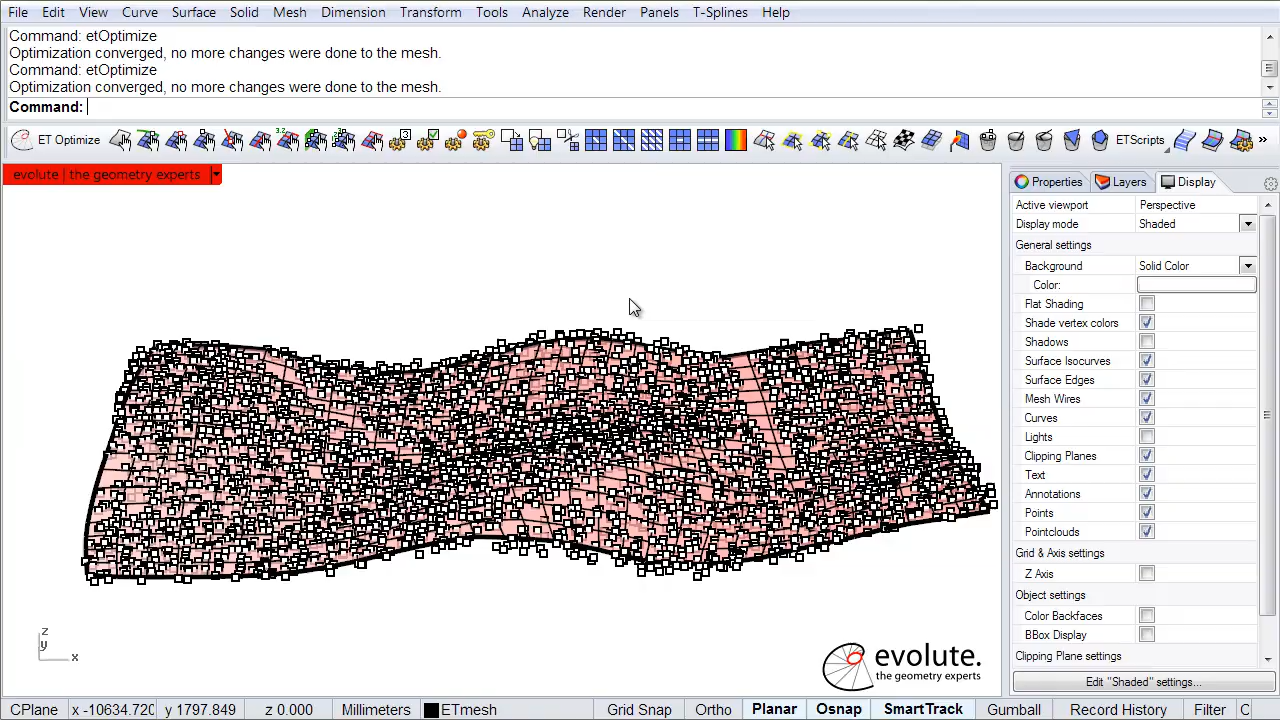 File Edit View Curve Surface Solid Mesh Dimension Transform Tools Analyze Render Panels T-Splines Help
Command: etOptimize
Optimization converged, no more changes were done to the mesh.
Command: etOptimize
Optimization converged, no more changes were done to the mesh.
Command:
ET Optimize
ETScripts
evolute | the geometry experts
Properties Layers Display
Active viewport Perspective
Display mode Shaded
General settings
Background Solid Color
Color:
Flat Shading
Shade vertex colors
Shadows
Surface Isocurves
Surface Edges
Mesh Wires
Curves
Lights
Clipping Planes
Text
Annotations
Points
Pointclouds
Grid & Axis settings
Z Axis
Object settings
Color Backfaces
BBox Display
Clipping Plane settings
Edit "Shaded" settings...
z
y
x
evolute.
the geometry experts
CPlane x -10634.720 y 1797.849 z 0.000 Millimeters ETmesh Grid Snap Ortho Planar Osnap SmartTrack Gumball Record History Filter C